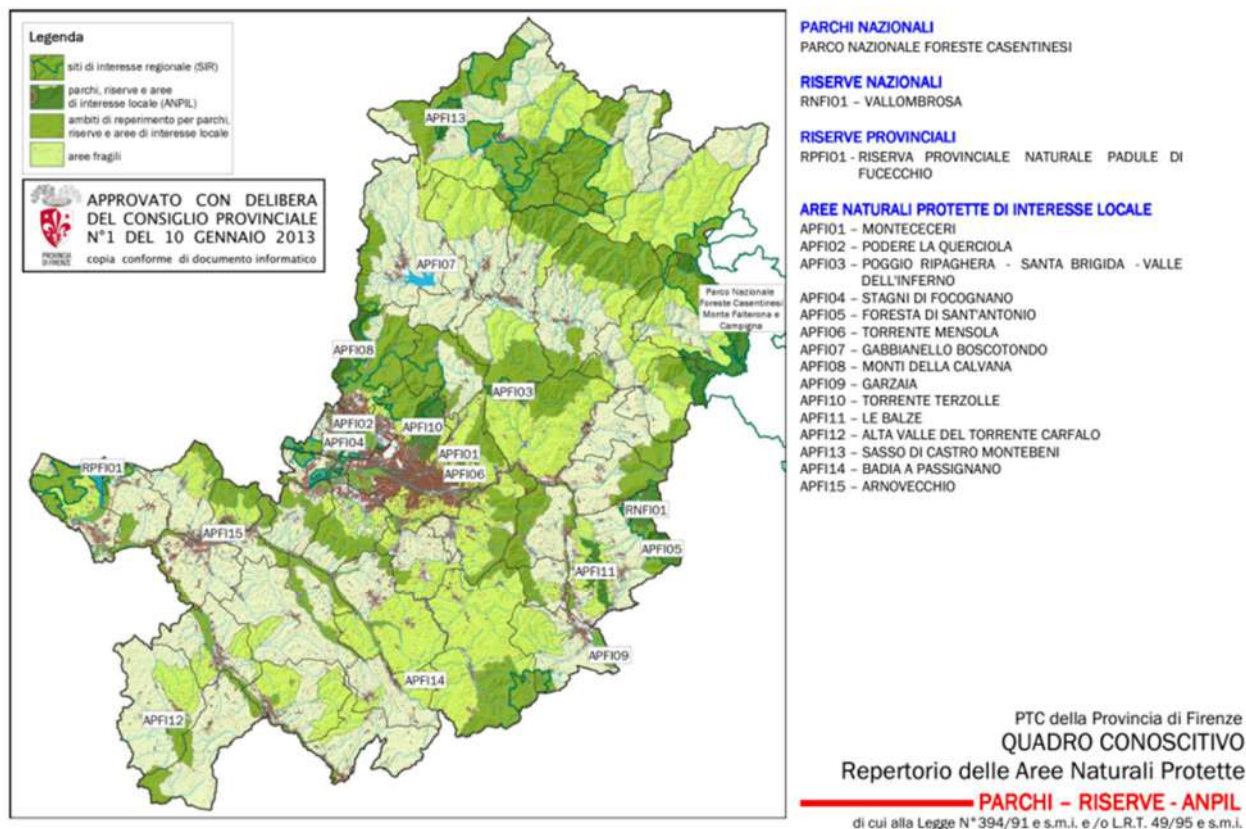 Legenda
siti di interesse regionale (SIR)
parchi, riserve e aree
di interesse locale (ANPIL)
ambiti di reperimento per parchi,
riserve e aree di interesse locale
aree fragili
APPROVATO CON DELIBERA
DEL CONSIGLIO PROVINCIALE
N°1 DEL 10 GENNAIO 2013
copia conforme di documento informatico
PROVINCIA
DI FIRENZE
APFI13
APFI07
Parco Nazionale
Foreste Casentinesi
Monte Falterona e
Campigna
APFI08
APFI03
APFI02
APFI10
APFI04
APFI01
APFI06
RPFI01
RNFI01
APFI15
APFI05
APFI11
APFI09
APFI14
APFI12
PARCHI NAZIONALI
PARCO NAZIONALE FORESTE CASENTINESI
RISERVE NAZIONALI
RNFI01 – VALLOMBROSA
RISERVE PROVINCIALI
RPFI01 - RISERVA PROVINCIALE NATURALE PADULE DI
FUCECCHIO
AREE NATURALI PROTETTE DI INTERESSE LOCALE
APFI01 – MONTECECERI
APFI02 – PODERE LA QUERCIOLA
APFI03 – POGGIO RIPAGHERA - SANTA BRIGIDA - VALLE
DELL'INFERNO
APFI04 – STAGNI DI FOCOGNANO
APFI05 – FORESTA DI SANT'ANTONIO
APFI06 – TORRENTE MENSOLA
APFI07 – GABBIANELLO BOSCOTONDO
APFI08 – MONTI DELLA CALVANA
APFI09 – GARZAIA
APFI10 – TORRENTE TERZOLLE
APFI11 – LE BALZE
APFI12 – ALTA VALLE DEL TORRENTE CARFALO
APFI13 – SASSO DI CASTRO MONTEBENI
APFI14 – BADIA A PASSIGNANO
APFI15 – ARNOVECCHIO
PTC della Provincia di Firenze
QUADRO CONOSCITIVO
Repertorio delle Aree Naturali Protette
PARCHI – RISERVE - ANPIL
di cui alla Legge N°394/91 e s.m.i. e /o L.R.T. 49/95 e s.m.i.